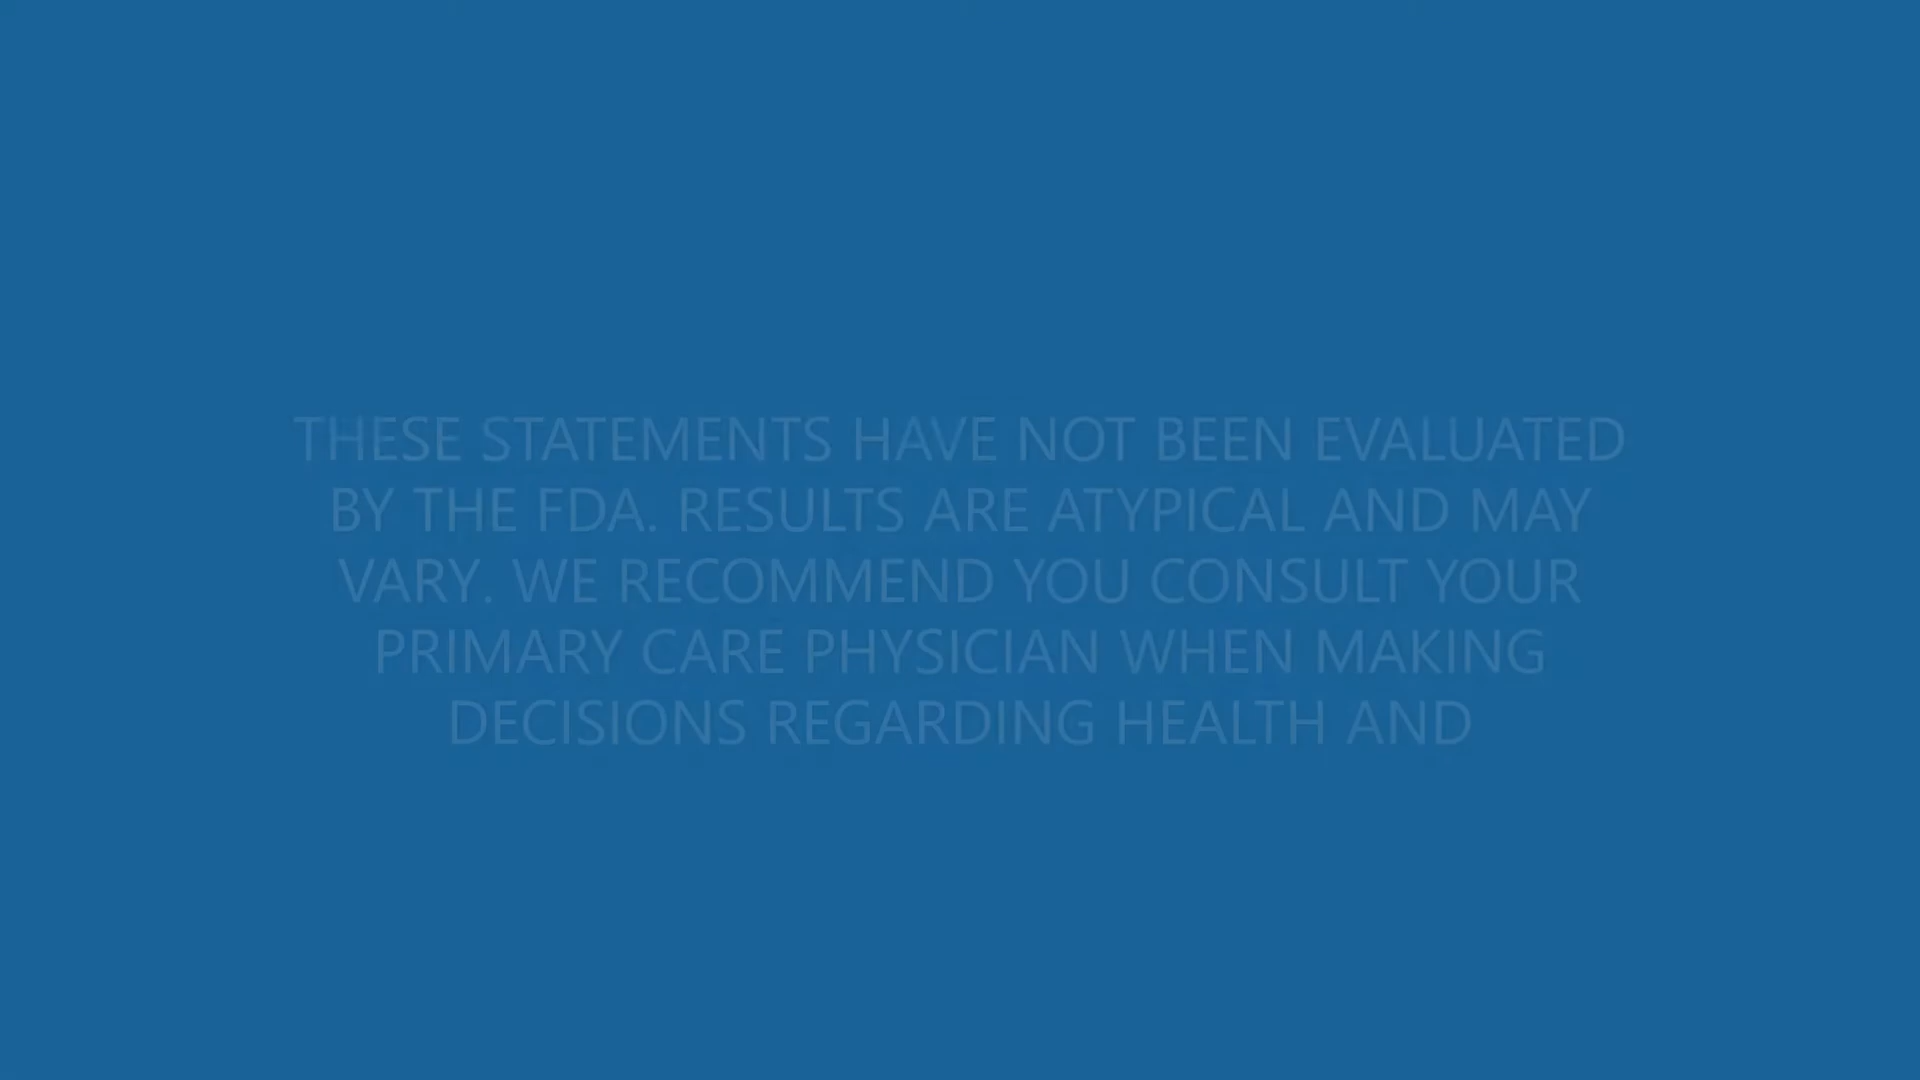 THESE STATEMENTS HAVE NOT BEEN EVALUATED
BY THE FDA. RESULTS ARE ATYPICAL AND MAY
VARY. WE RECOMMEND YOU CONSULT YOUR
PRIMARY CARE PHYSICIAN WHEN MAKING
DECISIONS REGARDING HEALTH AND